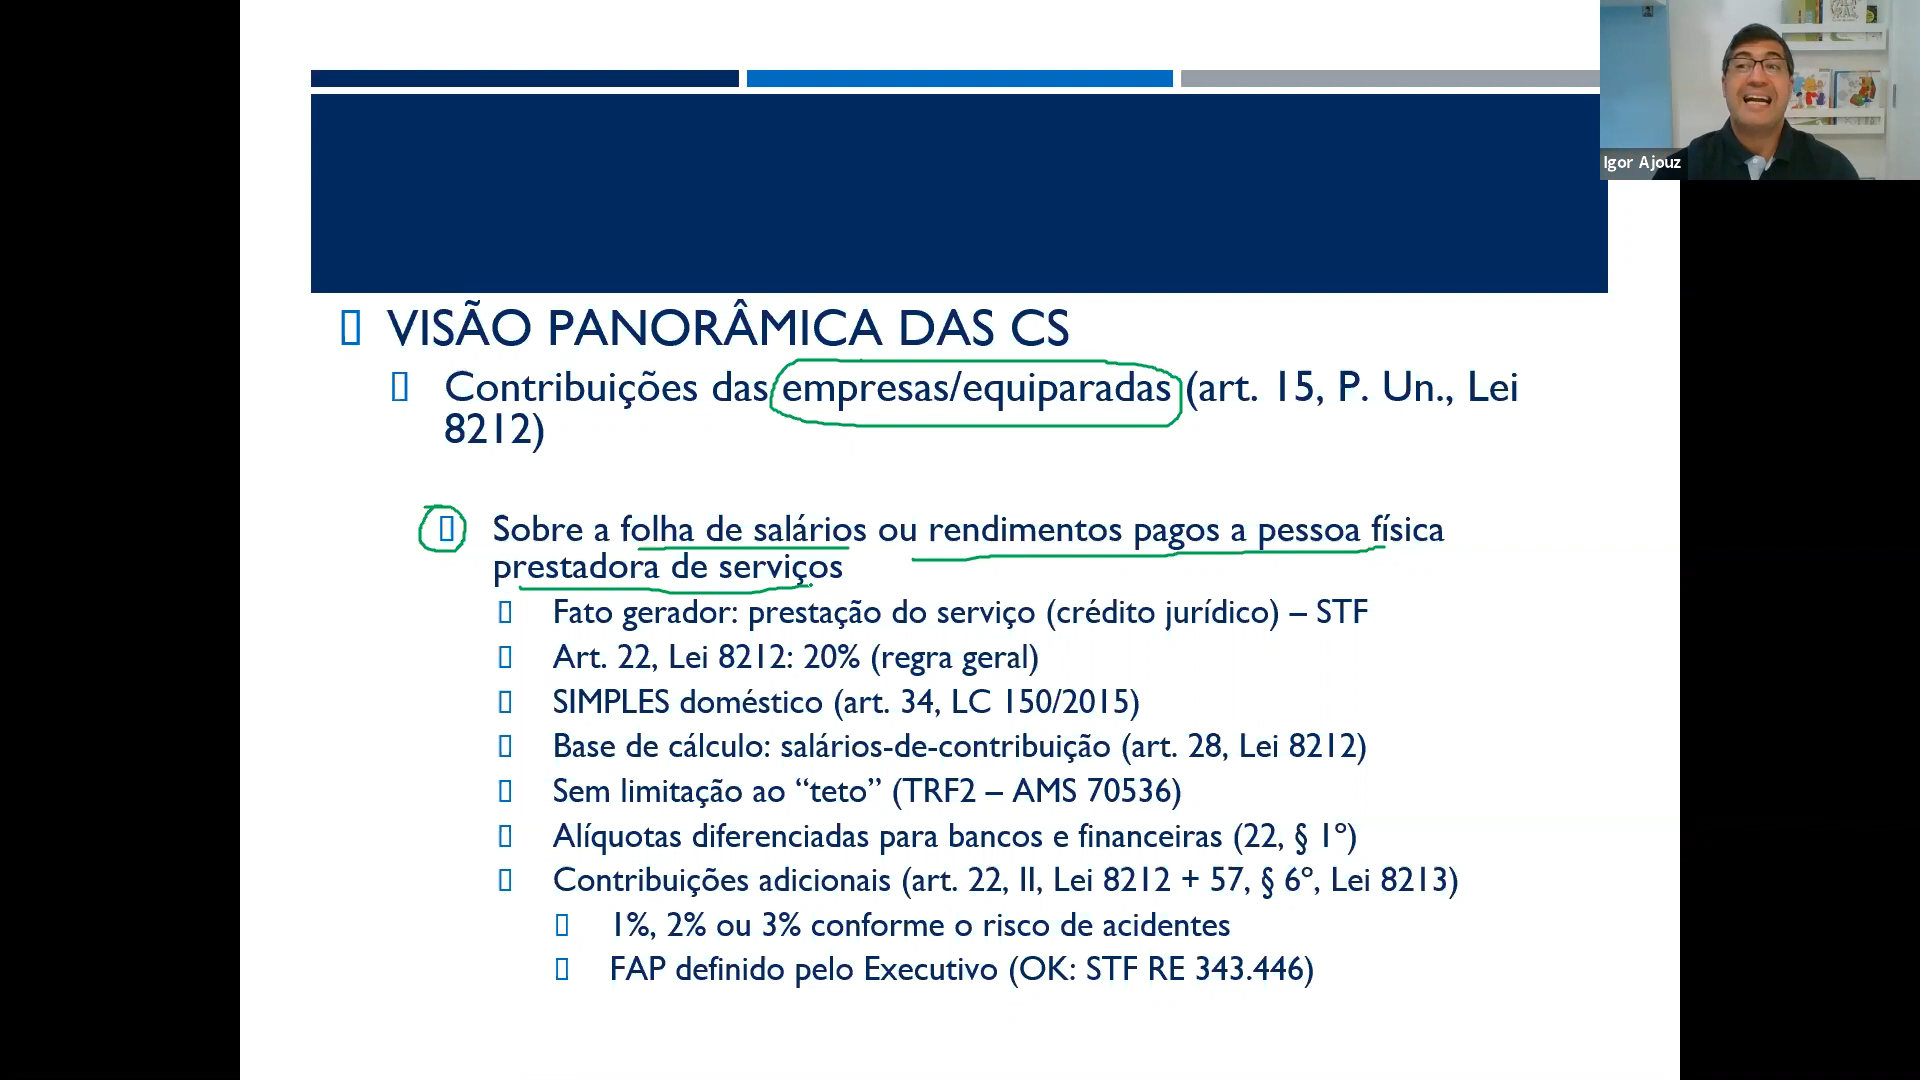 Igor Ajouz
VISÃO PANORÂMICA DAS CS
Contribuições das empresas/equiparadas (art. 15, P. Un., Lei
8212)
Sobre a folha de salários ou rendimentos pagos a pessoa física
prestadora de serviços
Fato gerador: prestação do serviço (crédito jurídico) – STF
Art. 22, Lei 8212: 20% (regra geral)
SIMPLES doméstico (art. 34, LC 150/2015)
Base de cálculo: salários-de-contribuição (art. 28, Lei 8212)
Sem limitação ao “teto” (TRF2 – AMS 70536)
Alíquotas diferenciadas para bancos e financeiras (22, § 1º)
Contribuições adicionais (art. 22, II, Lei 8212 + 57, § 6º, Lei 8213)
1%, 2% ou 3% conforme o risco de acidentes
FAP definido pelo Executivo (OK: STF RE 343.446)